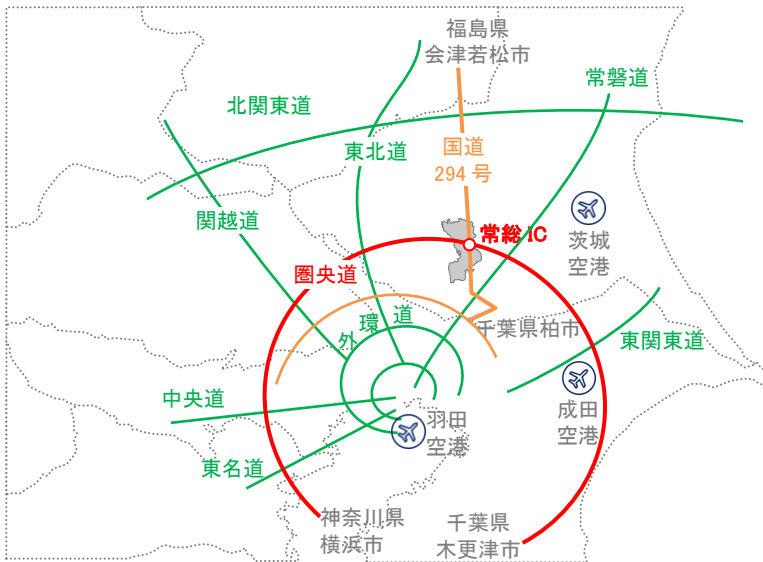 福島県
会津若松市
常磐道
北関東道
国道
294 号
東北道
関越道
常総 IC
茨城
空港
圏央道
外環道
千葉県柏市
東関東道
中央道
成田
空港
羽田
空港
東名道
神奈川県
横浜市
千葉県
木更津市